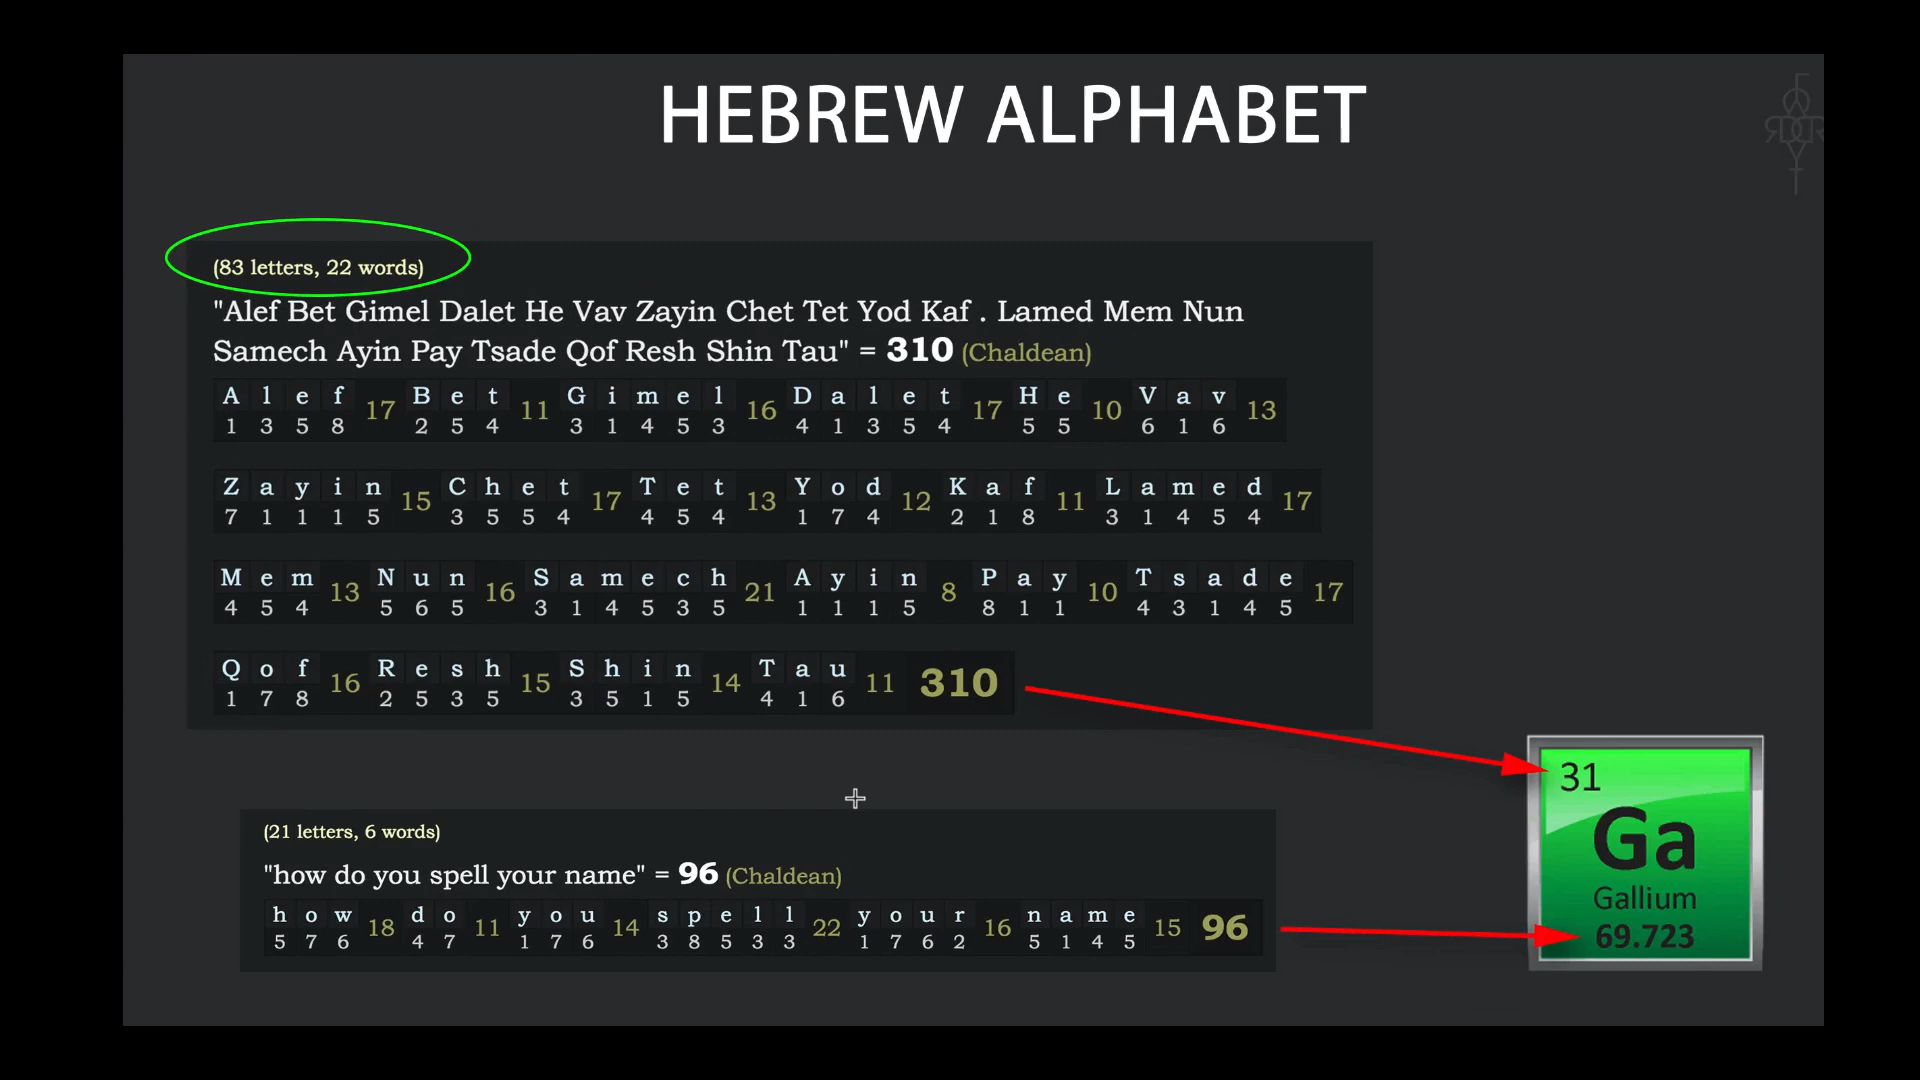 HEBREW ALPHABET
(83 letters, 22 words)
"Alef Bet Gimel Dalet He Vav Zayin Chet Tet Yod Kaf . Lamed Mem Nun
Samech Ayin Pay Tsade Qof Resh Shin Tau" = 310 (Chaldean)
A l e f 17 B e t 11 G i m e l 16 D a l e t 17 H e 10 V a v 13
1 3 5 8 2 5 4 3 1 4 5 3 4 1 3 5 4 5 5 6 1 6
Z a y i n 15 C h e t 17 T e t 13 Y o d 12 K a f 11 L a m e d 17
7 1 1 1 5 3 5 5 4 4 5 4 1 7 4 2 1 8 3 1 4 5 4
M e m 13 N u n 16 S a m e c h 21 A y i n 8 P a y 10 T s a d e 17
4 5 4 5 6 5 3 1 4 5 3 5 1 1 1 5 8 1 1 4 3 1 4 5
Q o f 16 R e s h 15 S h i n 14 T a u 11 310
1 7 8 2 5 3 5 3 5 1 5 4 1 6
31
Ga
Gallium
69.723
(21 letters, 6 words)
"how do you spell your name" = 96 (Chaldean)
h o w 18 d o 11 y o u 14 s p e l l 22 y o u r 16 n a m e 15 96
5 7 6 4 7 1 7 6 3 8 5 3 3 1 7 6 2 5 1 4 5